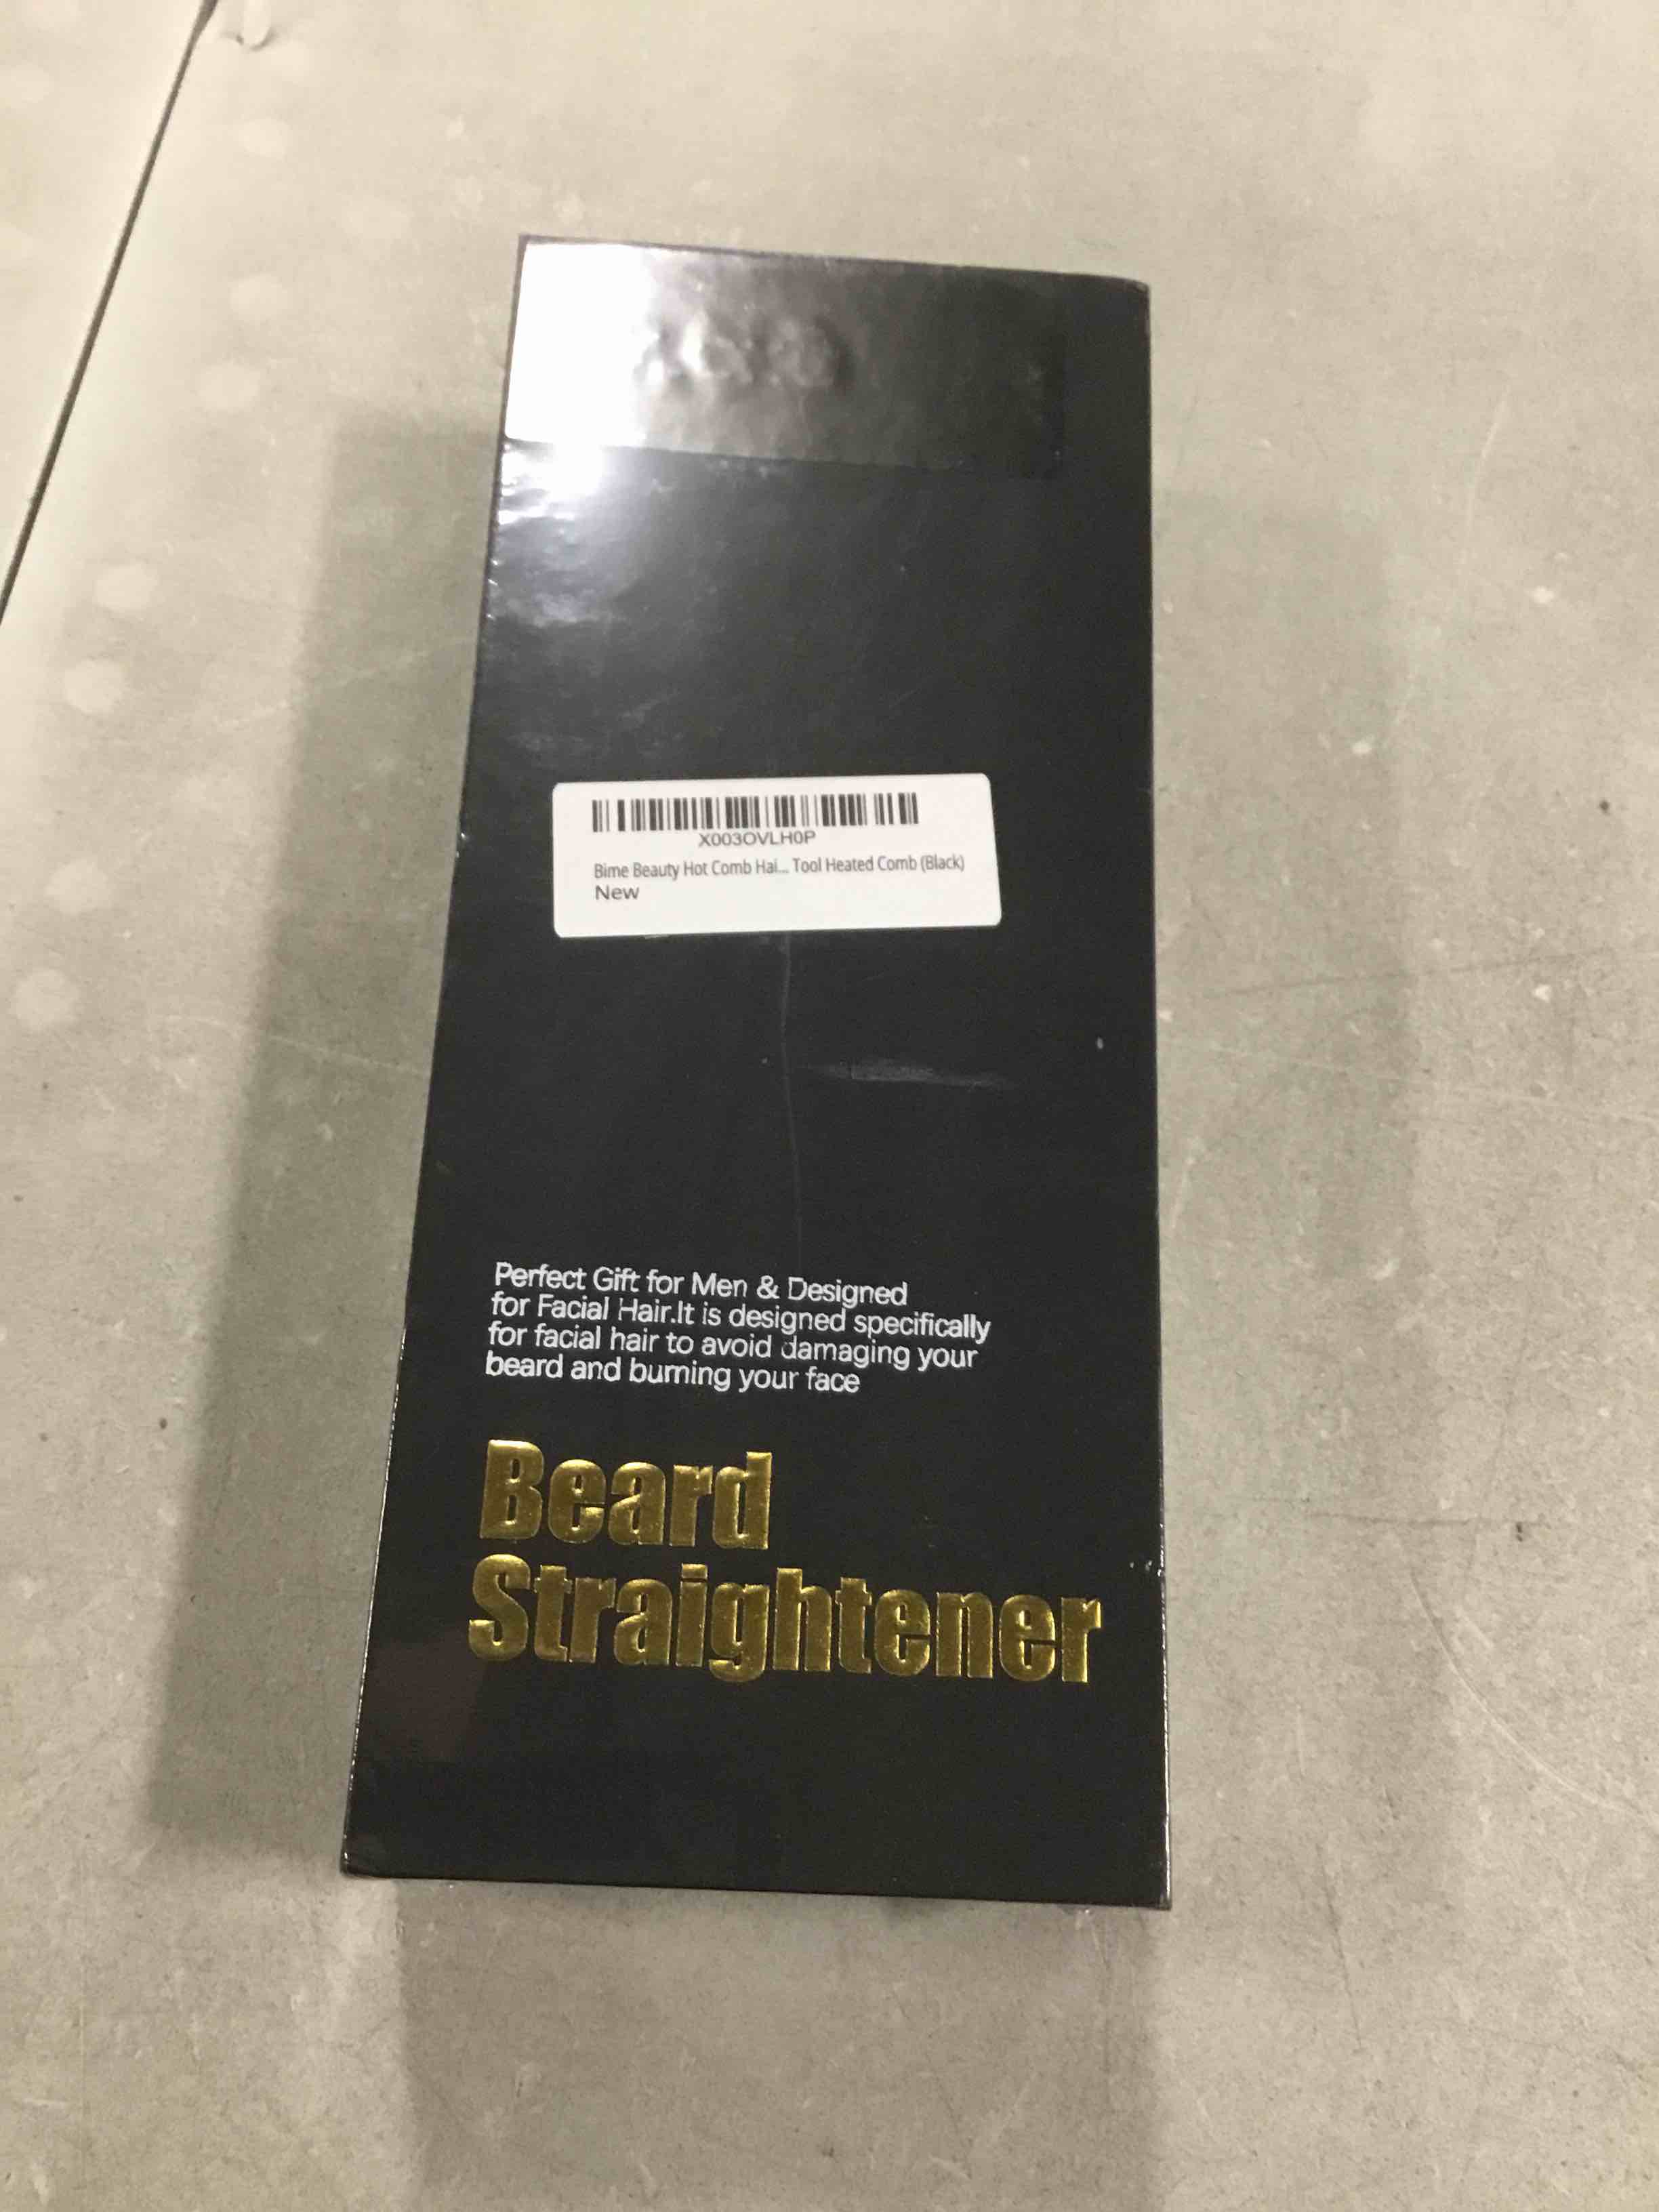 X003OVLH0P
Bime Beauty Hot Comb Hai... Tool Heated Comb (Black)
New
Perfect Gift for Men & Designed
for Facial Hair.It is designed specifically
for facial hair to avoid damaging your
beard and burning your face
Beard
Straightener